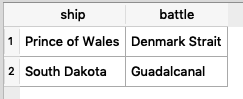 ship battle
1 Prince of Wales Denmark Strait
2 South Dakota Guadalcanal